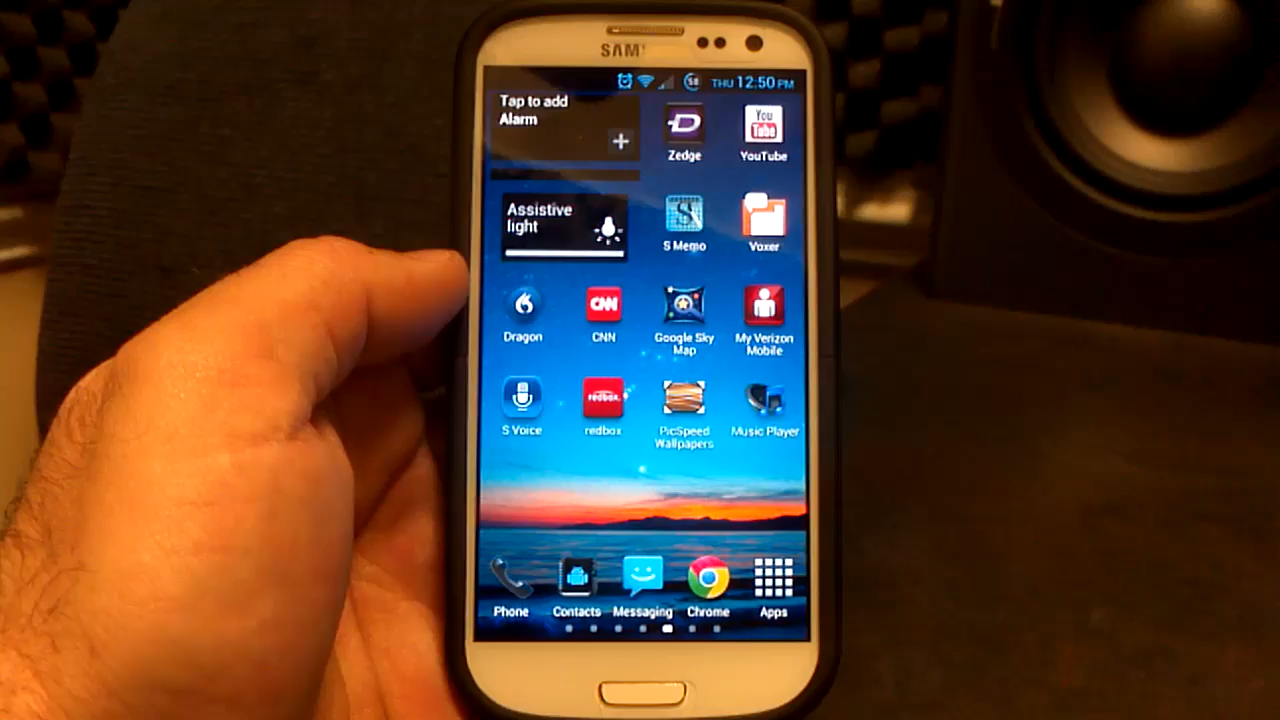 SAM
THU 12:50 PM
58
Tap to add
Alarm
Zedge
You
Tube
YouTube
Assistive
light
S Memo
Voxer
Dragon
CNN
CNN
Google Sky
Map
My Verizon
Mobile
S Voice
redbox.
redbox
PicSpeed
Wallpapers
Music Player
Phone
Contacts
Messaging
Chrome
Apps